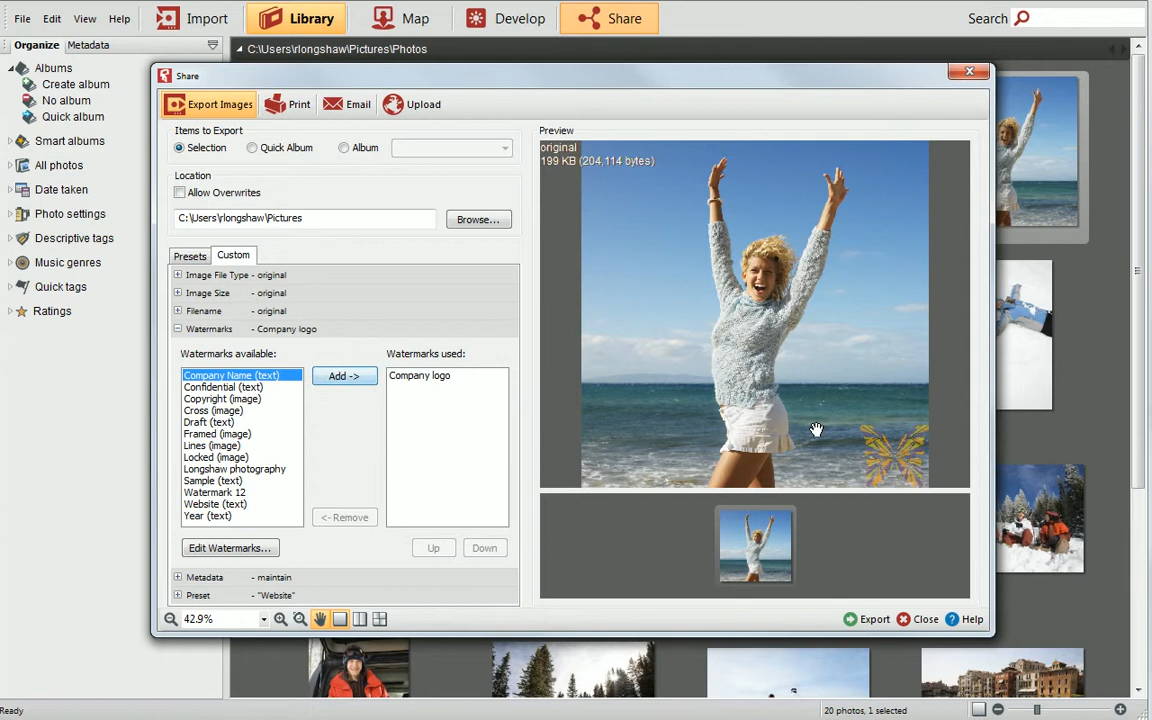 File Edit View Help Import Library Map Develop Share Search
Organize Metadata
C:\Users\rlongshaw\Pictures\Photos
Albums
Create album
No album
Quick album
Smart albums
All photos
Date taken
Photo settings
Descriptive tags
Music genres
Quick tags
Ratings
Share
Export Images Print Email Upload
Items to Export
Selection Quick Album Album
Location
Allow Overwrites
C:\Users\rlongshaw\Pictures Browse...
Presets Custom
Image File Type - original
Image Size - original
Filename - original
Watermarks - Company logo
Watermarks available: Watermarks used:
Company Name (text) Add -> Company logo
Confidential (text)
Copyright (image)
Cross (image)
Draft (text)
Framed (image)
Lines (image)
Locked (image)
Longshaw photography
Sample (text)
Watermark 12
Website (text)
Year (text)
<- Remove
Edit Watermarks... Up Down
Metadata - maintain
Preset - "Website"
Preview
original
199 KB (204,114 bytes)
42.9% Export Close Help
Ready 20 photos, 1 selected